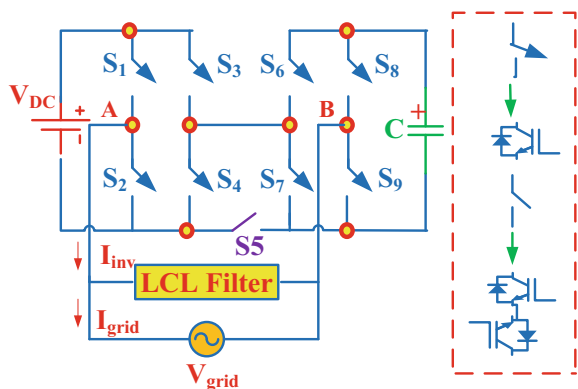 S1 S3 S6 S8
VDC + A B + C
-
S2 S4 S7 S9
S5
Iinv
LCL Filter
Igrid
Vgrid